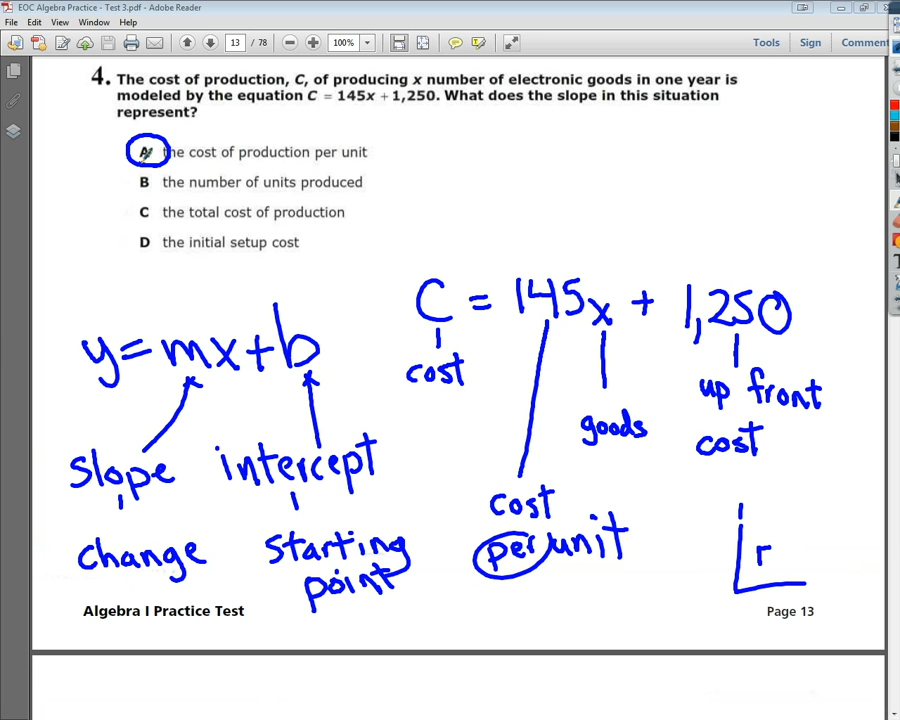 EOC Algebra Practice - Test 3.pdf - Adobe Reader
File Edit View Window Help
13 / 78 100% Tools Sign Comment
4. The cost of production, C, of producing x number of electronic goods in one year is
modeled by the equation C = 145x + 1,250. What does the slope in this situation
represent?
A the cost of production per unit
B the number of units produced
C the total cost of production
D the initial setup cost
C = 145x + 1,250
y = mx + b
cost
goods
up front
cost
slope intercept
cost
per unit
change starting
point
r
Algebra I Practice Test Page 13